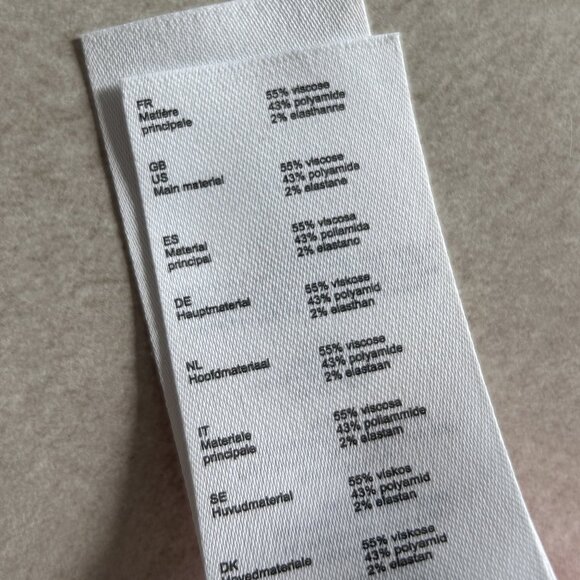 FR
Matière
principale
55% viscose
43% polyamide
2% élasthanne
GB
US
Main material
55% viscose
43% polyamide
2% elastane
ES
Material
principal
55% viscosa
43% poliamida
2% elastano
DE
Hauptmaterial
55% viskose
43% polyamid
2% elasthan
NL
Hoofdmateriaal
55% viscose
43% polyamide
2% elastaan
IT
Materiale
principale
55% viscosa
43% poliammide
2% elastam
SE
Huvudmaterial
55% viskos
43% polyamid
2% elastan
DK
Hovedmateriale
55% viskose
43% polyamid
2% elastan